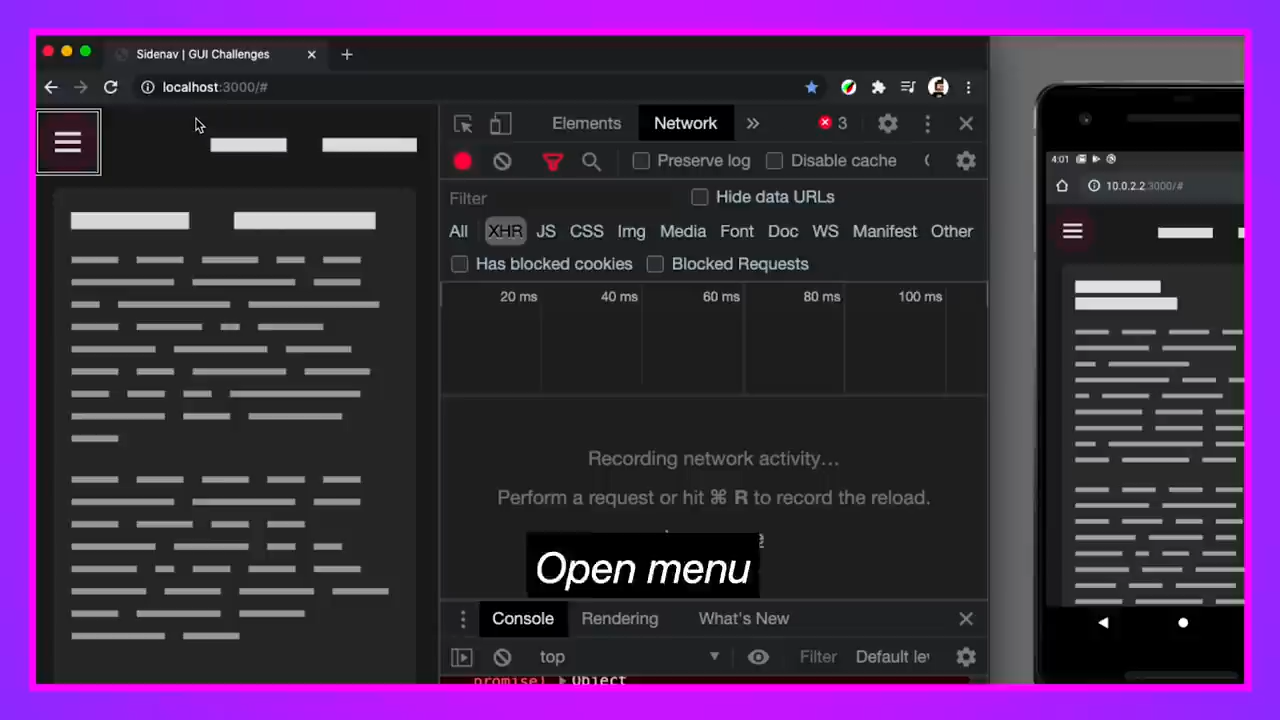 Sidenav | GUI Challenges
localhost:3000/#
Elements
Network
3
Preserve log
Disable cache
Filter
Hide data URLs
All XHR JS CSS Img Media Font Doc WS Manifest Other
Has blocked cookies
Blocked Requests
20 ms 40 ms 60 ms 80 ms 100 ms
Recording network activity…
Perform a request or hit ⌘ R to record the reload.
Open menu
Console Rendering What's New
top
Filter
Default le
promise) ▶ Object
4:01
10.0.2.2:3000/#